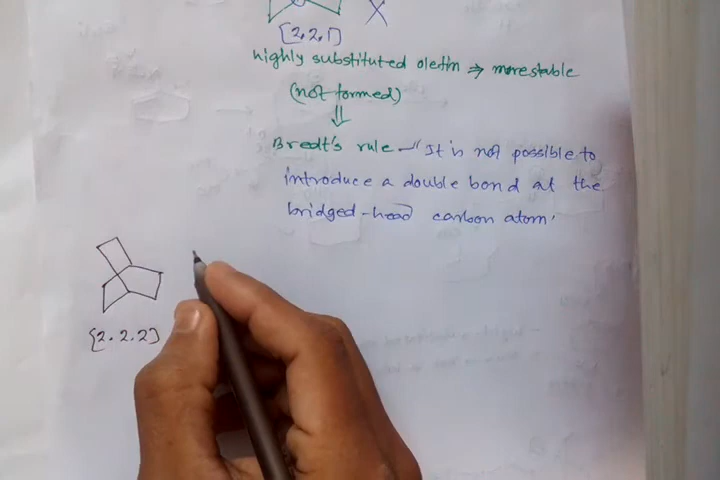 [2,2,1]
highly substituted olefin ⇒ more stable
(not formed)
⇓
Bredt's rule - "It is not possible to
introduce a double bond at the
bridged-head carbon atom.
[2.2.2]